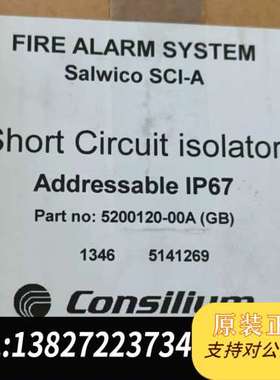 FIRE ALARM SYSTEM
Salwico SCI-A
Short Circuit isolator
Addressable IP67
Part no: 5200120-00A (GB)
1346 5141269
Consilium
原装正
支持对公
:13827223734